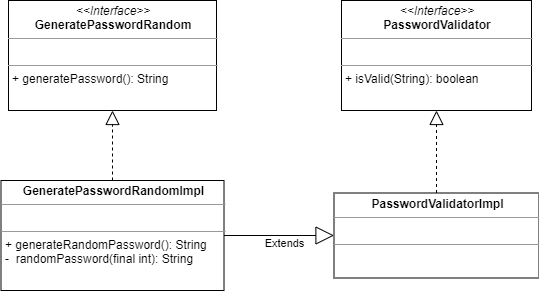 <<Interface>>
GeneratePasswordRandom
+ generatePassword(): String
<<Interface>>
PasswordValidator
+ isValid(String): boolean
GeneratePasswordRandomImpl
+ generateRandomPassword(): String
- randomPassword(final int): String
Extends
PasswordValidatorImpl